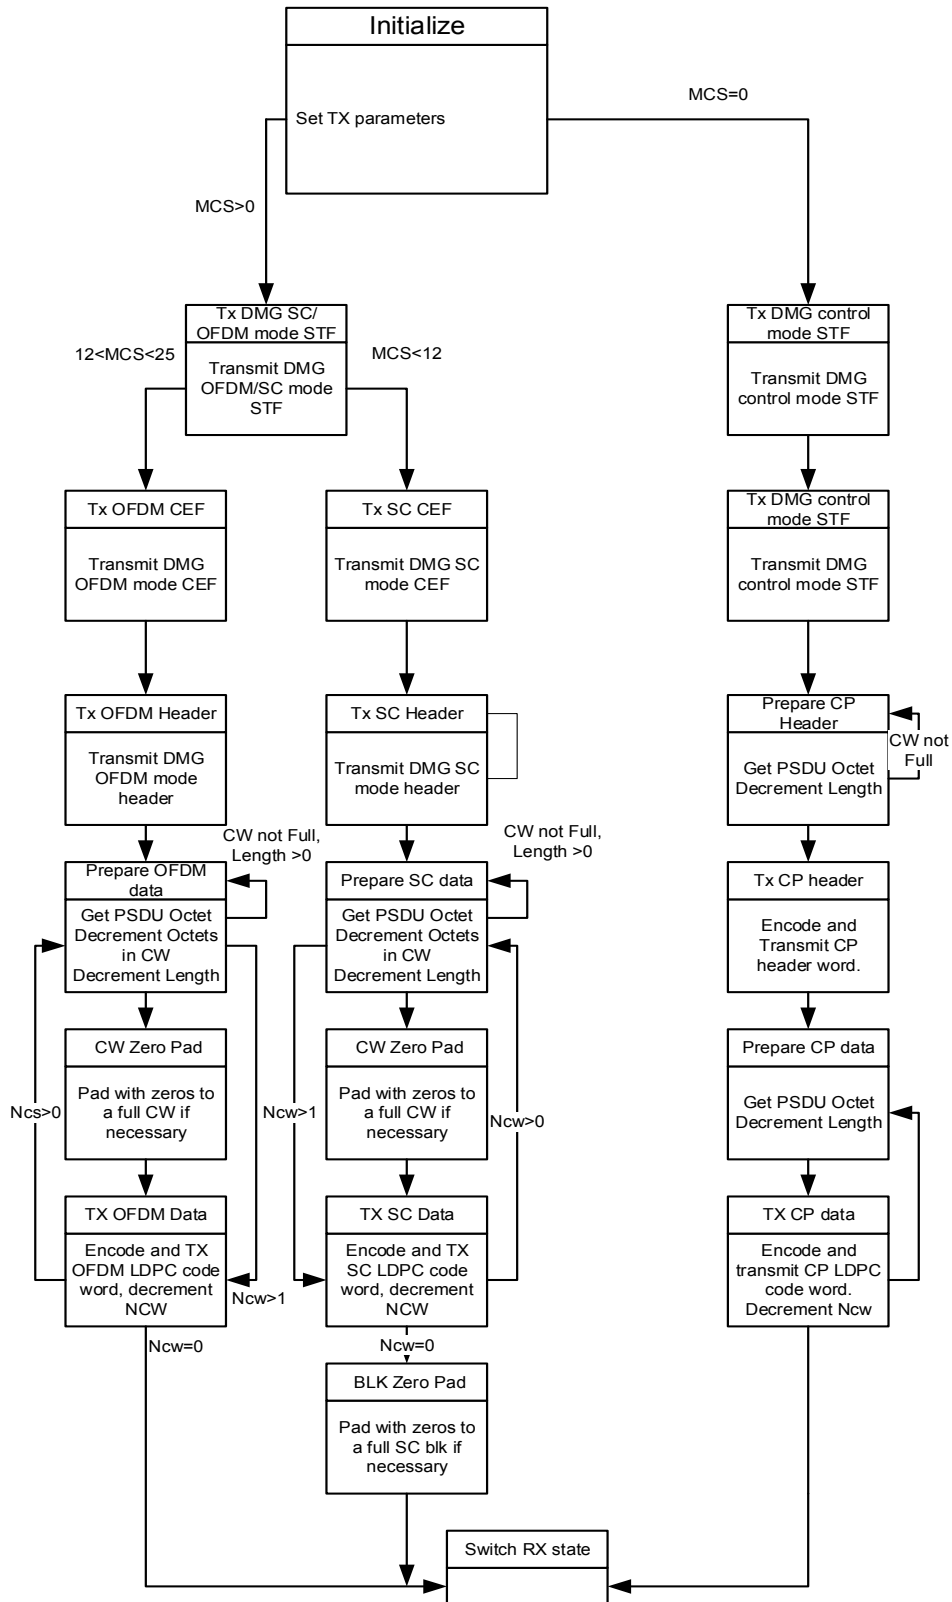 Initialize
Set TX parameters
MCS=0
MCS>0
Tx DMG SC/
OFDM mode STF
Transmit DMG
OFDM/SC mode
STF
12<MCS<25
MCS<12
Tx DMG control
mode STF
Transmit DMG
control mode STF
Tx OFDM CEF
Transmit DMG
OFDM mode CEF
Tx SC CEF
Transmit DMG SC
mode CEF
Tx DMG control
mode STF
Transmit DMG
control mode STF
Tx OFDM Header
Transmit DMG
OFDM mode
header
Tx SC Header
Transmit DMG SC
mode header
Prepare CP
Header
Get PSDU Octet
Decrement Length
CW not
Full
CW not Full,
Length >0
CW not Full,
Length >0
Prepare OFDM
data
Get PSDU Octet
Decrement Octets
in CW
Decrement Length
Prepare SC data
Get PSDU Octet
Decrement Octets
in CW
Decrement Length
Tx CP header
Encode and
Transmit CP
header word.
CW Zero Pad
Pad with zeros to
a full CW if
necessary
Ncs>0
CW Zero Pad
Pad with zeros to
a full CW if
necessary
Ncw>1
Ncw>0
Prepare CP data
Get PSDU Octet
Decrement Length
TX OFDM Data
Encode and TX
OFDM LDPC code
word, decrement
NCW
Ncw>1
TX SC Data
Encode and TX
SC LDPC code
word, decrement
NCW
TX CP data
Encode and
transmit CP LDPC
code word.
Decrement Ncw
Ncw=0
Ncw=0
BLK Zero Pad
Pad with zeros to
a full SC blk if
necessary
Switch RX state